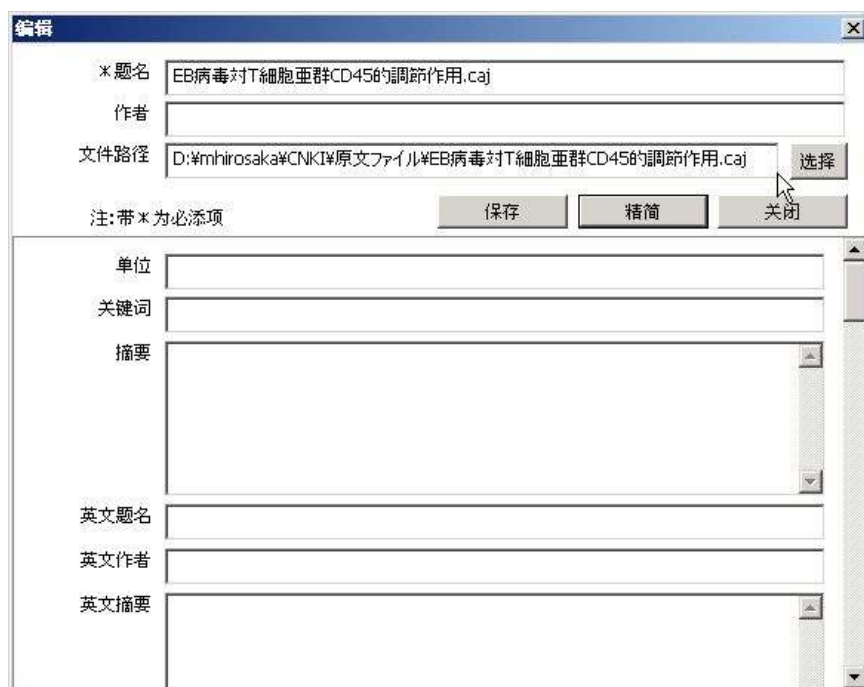 编辑
*题名 EB病毒対T細胞亜群CD45的調節作用.caj
作者
文件路径 D:¥mhirosaka¥CNKI¥原文ファイル¥EB病毒対T細胞亜群CD45的調節作用.caj 选择
注:带*为必添项 保存 精简 关闭
单位
关键词
摘要
英文题名
英文作者
英文摘要